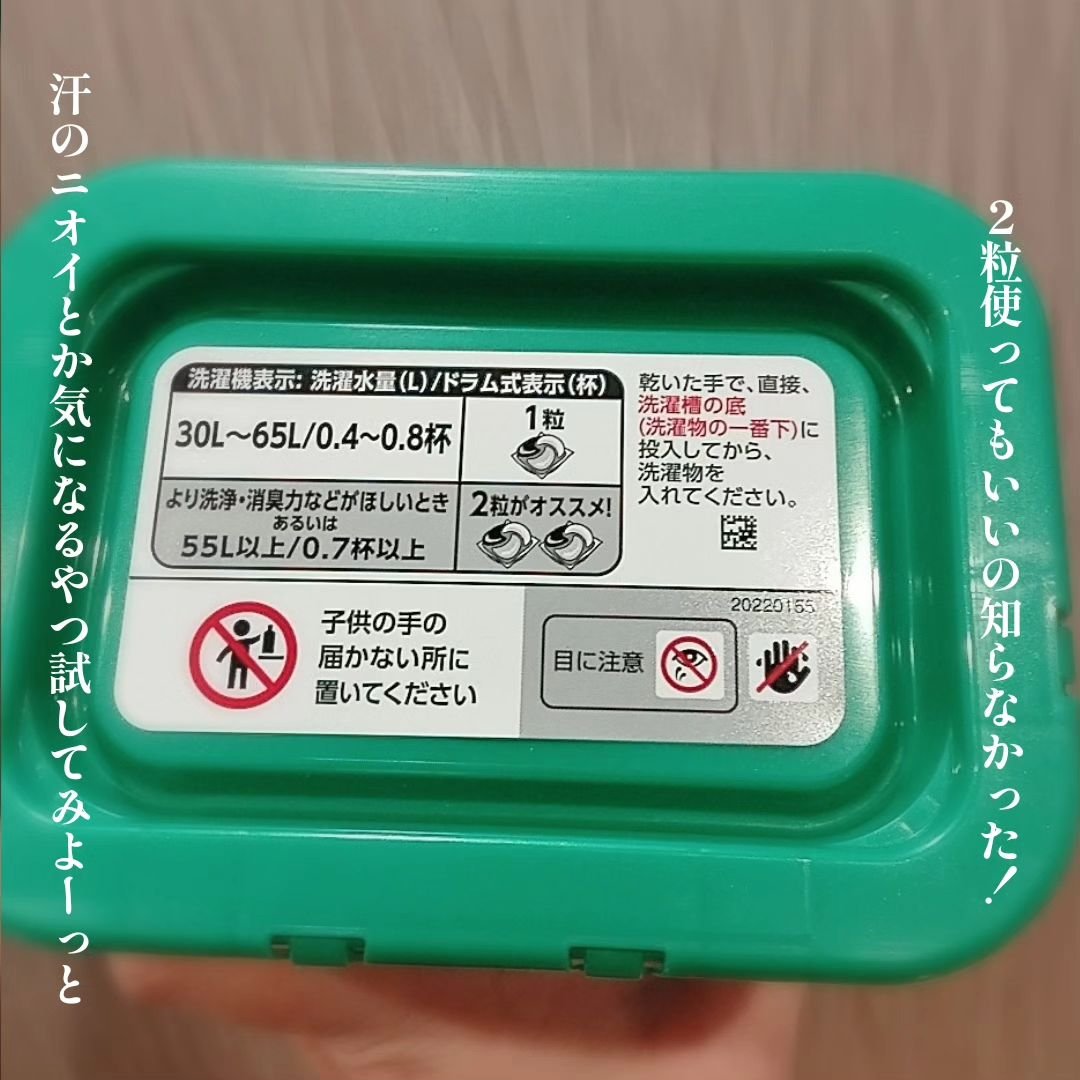 2粒使ってもいいの知らなかった!
汗のニオイとか気になるやつ試してみよーっと
洗濯機表示: 洗濯水量(L)/ドラム式表示(杯)
30L~65L/0.4~0.8杯
1粒
より洗浄・消臭力などがほしいとき
あるいは
55L以上/0.7杯以上
2粒がオススメ!
乾いた手で、直接、
洗濯槽の底
(洗濯物の一番下)に
投入してから、
洗濯物を
入れてください。
子供の手の
届かない所に
置いてください
20220165
目に注意